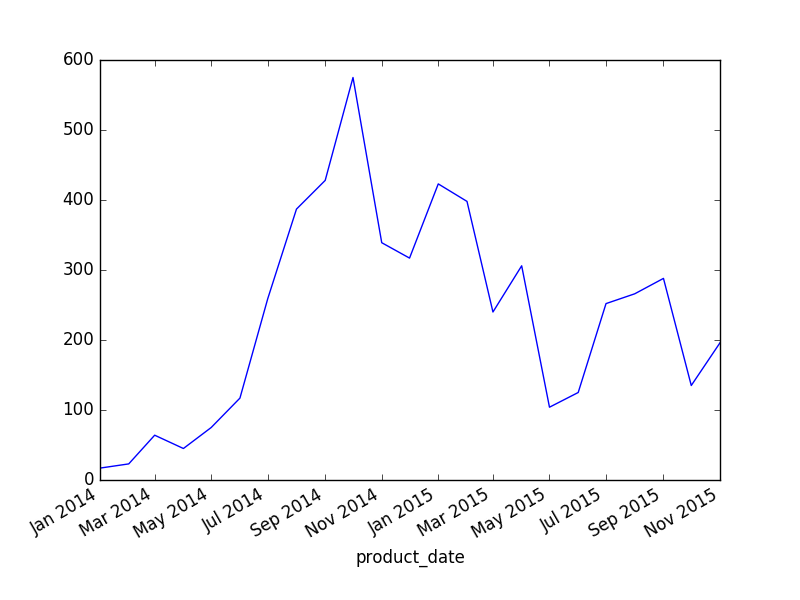 600
500
400
300
200
100
0
Jan 2014
Mar 2014
May 2014
Jul 2014
Sep 2014
Nov 2014
Jan 2015
Mar 2015
May 2015
Jul 2015
Sep 2015
Nov 2015
product_date